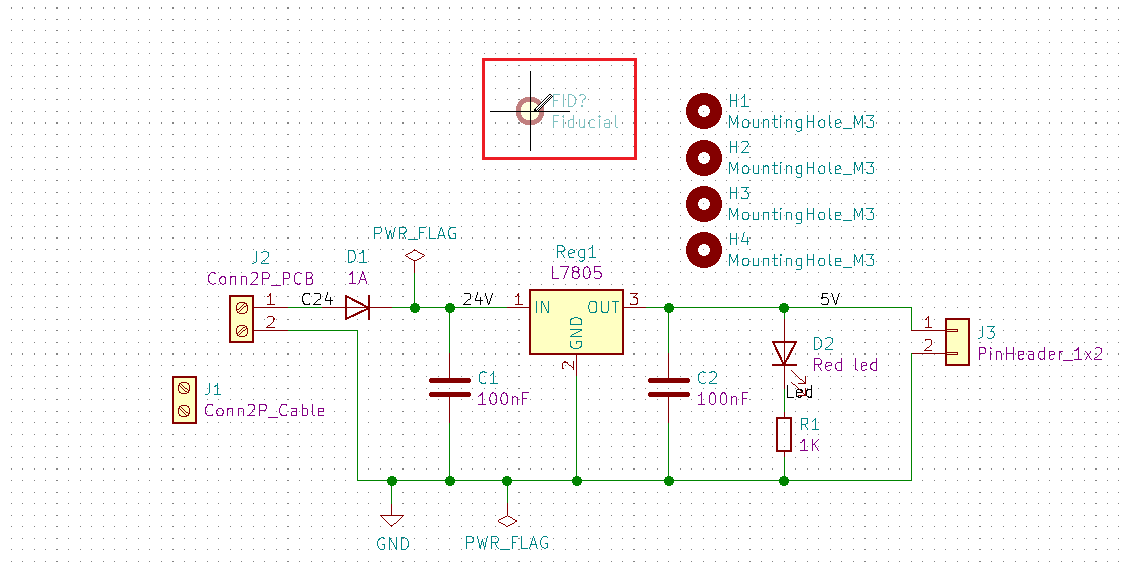 FID?
Fiducial
H1
MountingHole_M3
H2
MountingHole_M3
H3
MountingHole_M3
H4
MountingHole_M3
PWR_FLAG
J2
Conn2P_PCB
D1
1A
Reg1
L7805
1
C24
24V
1
IN
OUT
3
5V
2
GND
2
1
2
J3
PinHeader_1x2
D2
Red led
Led
C1
100nF
C2
100nF
J1
Conn2P_Cable
R1
1K
GND
PWR_FLAG